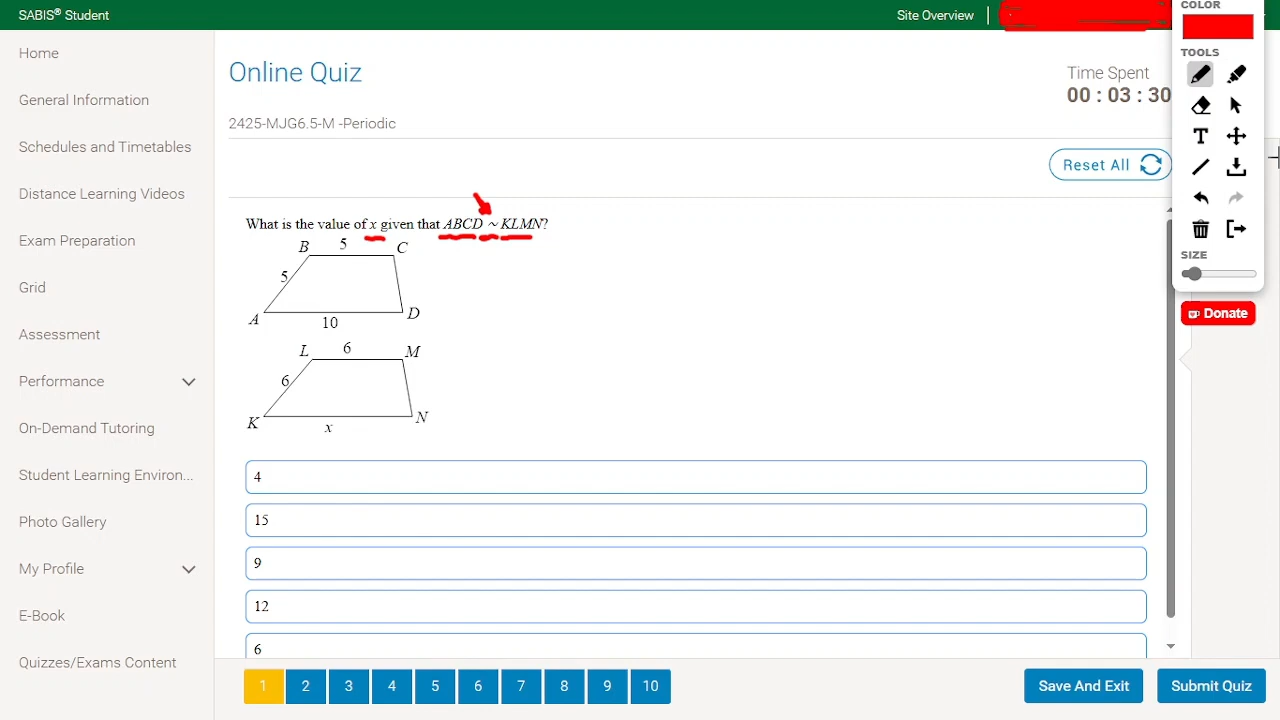 SABIS® Student
Site Overview
COLOR
TOOLS
SIZE
Donate
Home
General Information
Schedules and Timetables
Distance Learning Videos
Exam Preparation
Grid
Assessment
Performance
On-Demand Tutoring
Student Learning Environ...
Photo Gallery
My Profile
E-Book
Quizzes/Exams Content
Online Quiz
Time Spent
00 : 03 : 30
2425-MJG6.5-M -Periodic
Reset All
What is the value of x given that ABCD ~ KLMN?
B 5 C
5
A 10 D
L 6 M
6
K x N
4
15
9
12
6
1 2 3 4 5 6 7 8 9 10
Save And Exit
Submit Quiz